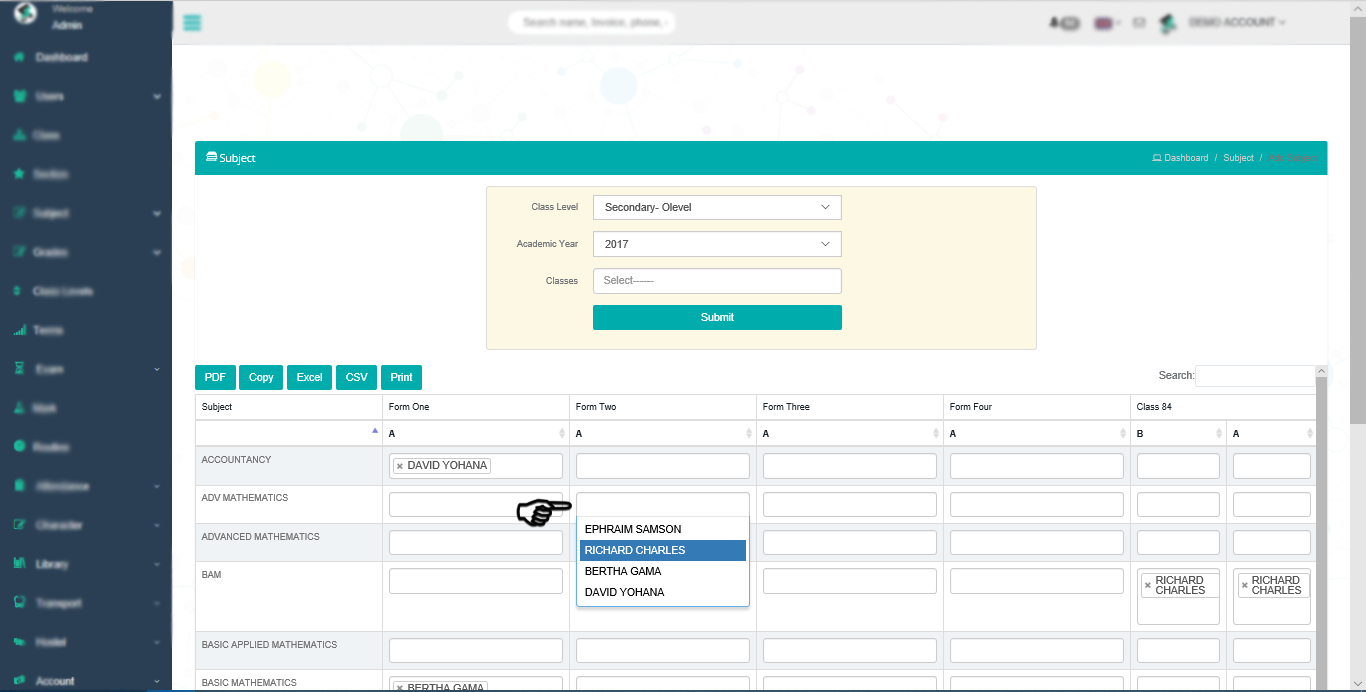 Welcome
Admin
Search name, Invoice, phone,
DEMO ACCOUNT
Dashboard
Users
Class
Section
Subject
Grades
Class Levels
Terms
Exam
Mark
Routine
Attendance
Character
Library
Transport
Hostel
Account
Subject
Dashboard / Subject / Add Subject
Class Level Secondary- Olevel
Academic Year 2017
Classes Select------
Submit
PDF Copy Excel CSV Print Search:
Subject Form One Form Two Form Three Form Four Class 84
A A A A B A
ACCOUNTANCY × DAVID YOHANA
ADV MATHEMATICS
EPHRAIM SAMSON
ADVANCED MATHEMATICS
RICHARD CHARLES
BERTHA GAMA
DAVID YOHANA
BAM × RICHARD CHARLES × RICHARD CHARLES
BASIC APPLIED MATHEMATICS
BASIC MATHEMATICS × BERTHA GAMA